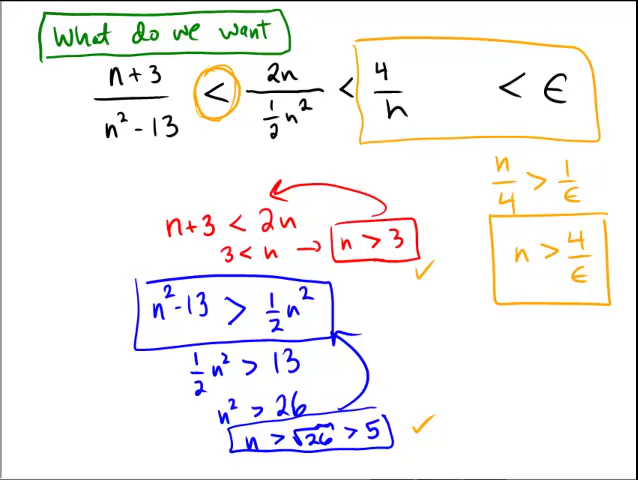 What do we want
n+3 / n² - 13 < 2n / ½n² < 4/n < ϵ
n/4 > 1/ϵ
n > 4/ϵ
n+3 < 2n
3 < n → n > 3 ✓
n² - 13 > ½n²
½n² > 13
n² > 26
n > √26 > 5 ✓